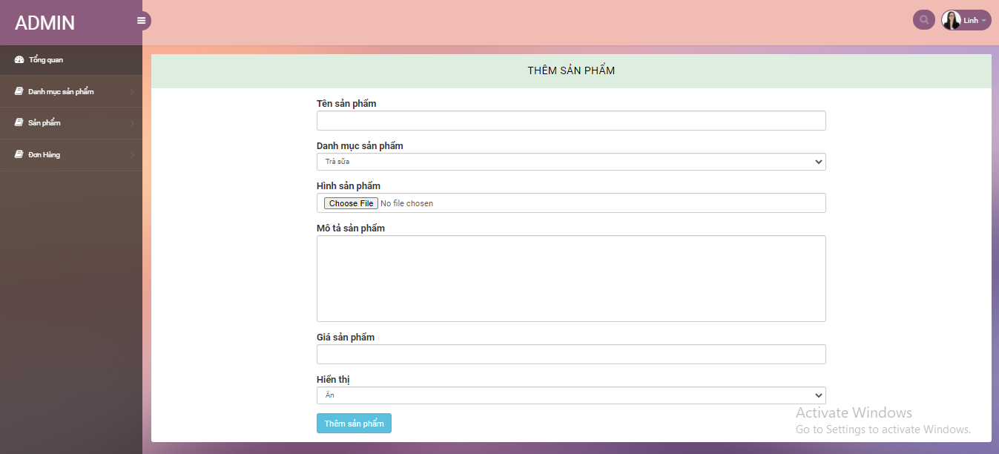 ADMIN
Linh
Tổng quan
Danh mục sản phẩm
Sản phẩm
Đơn Hàng
THÊM SẢN PHẨM
Tên sản phẩm
Danh mục sản phẩm
Trà sữa
Hình sản phẩm
Choose File No file chosen
Mô tả sản phẩm
Giá sản phẩm
Hiển thị
Ẩn
Thêm sản phẩm
Activate Windows
Go to Settings to activate Windows.